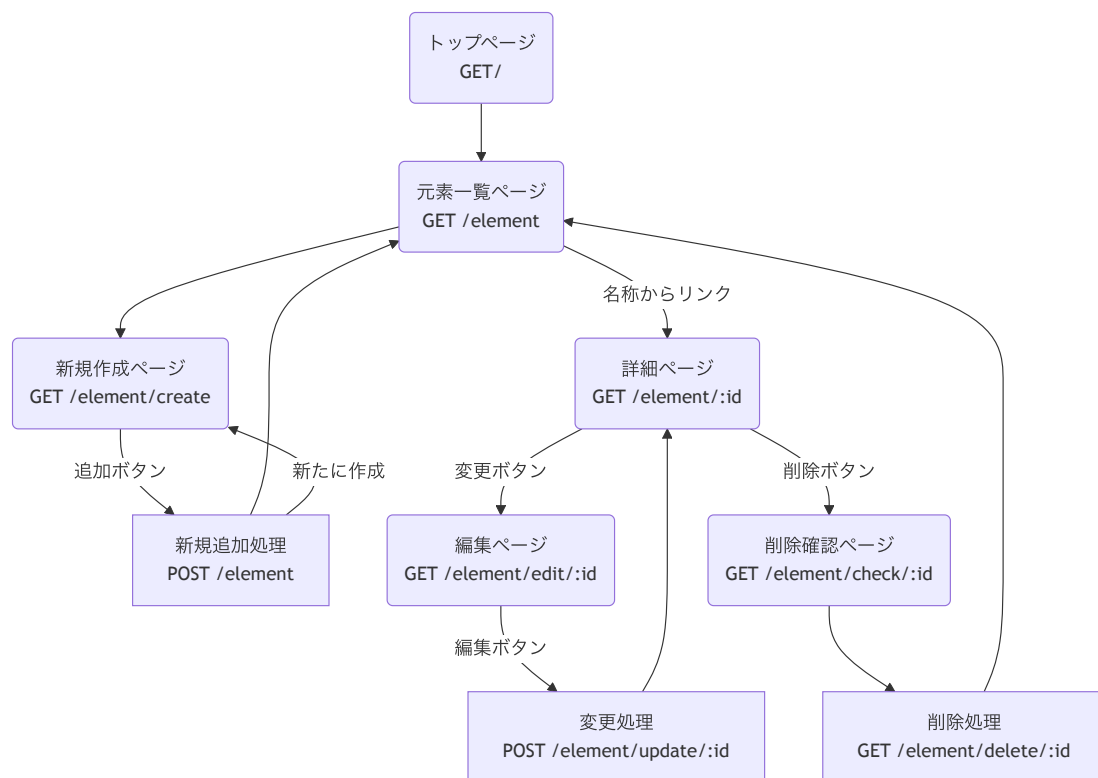 トップページ
GET/
元素一覧ページ
GET /element
名称からリンク
新規作成ページ
GET /element/create
詳細ページ
GET /element/:id
追加ボタン
新たに作成
変更ボタン
削除ボタン
新規追加処理
POST /element
編集ページ
GET /element/edit/:id
削除確認ページ
GET /element/check/:id
編集ボタン
変更処理
POST /element/update/:id
削除処理
GET /element/delete/:id